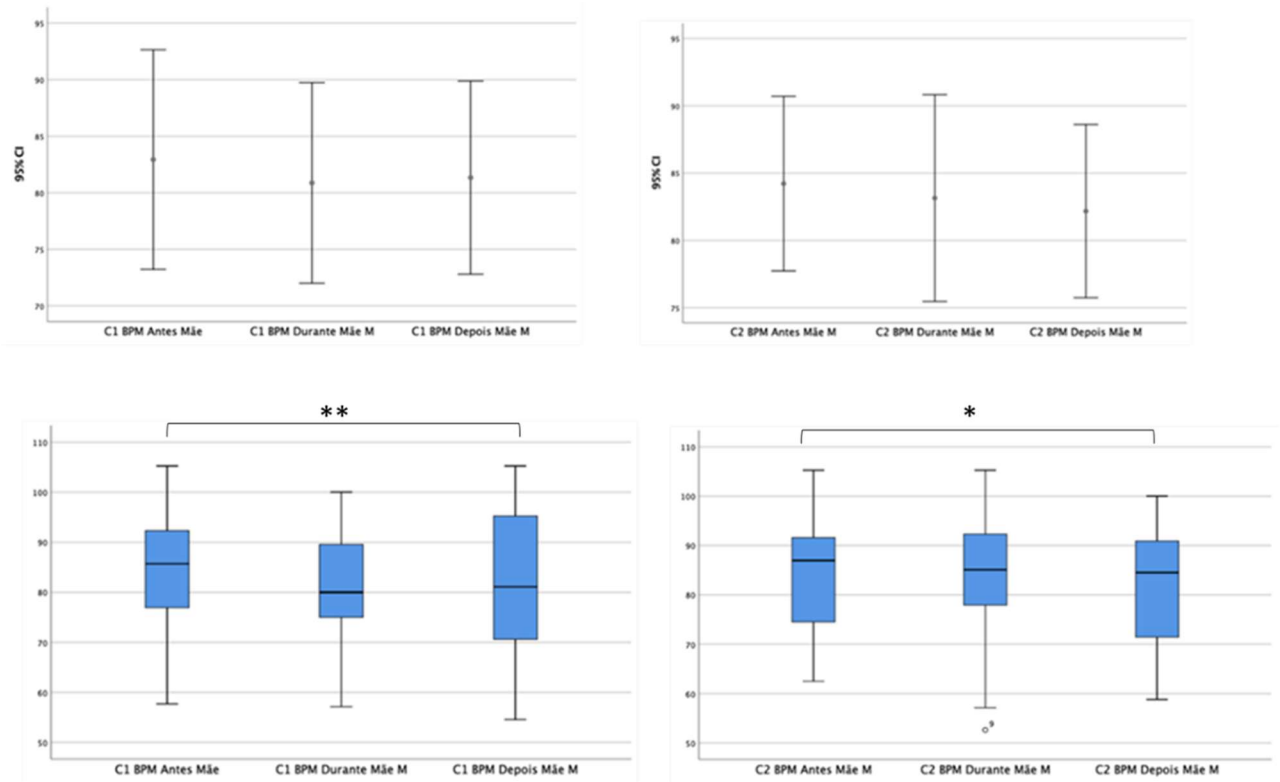 95
90
85
80
75
70
95% CI
C1 BPM Antes Mãe
C1 BPM Durante Mãe M
C1 BPM Depois Mãe M
95
90
85
80
75
95% CI
C2 BPM Antes Mãe M
C2 BPM Durante Mãe M
C2 BPM Depois Mãe M
**
110
100
90
80
70
60
50
C1 BPM Antes Mãe
C1 BPM Durante Mãe M
C1 BPM Depois Mãe M
*
110
100
90
80
70
60
50
9
C2 BPM Antes Mãe M
C2 BPM Durante Mãe M
C2 BPM Depois Mãe M